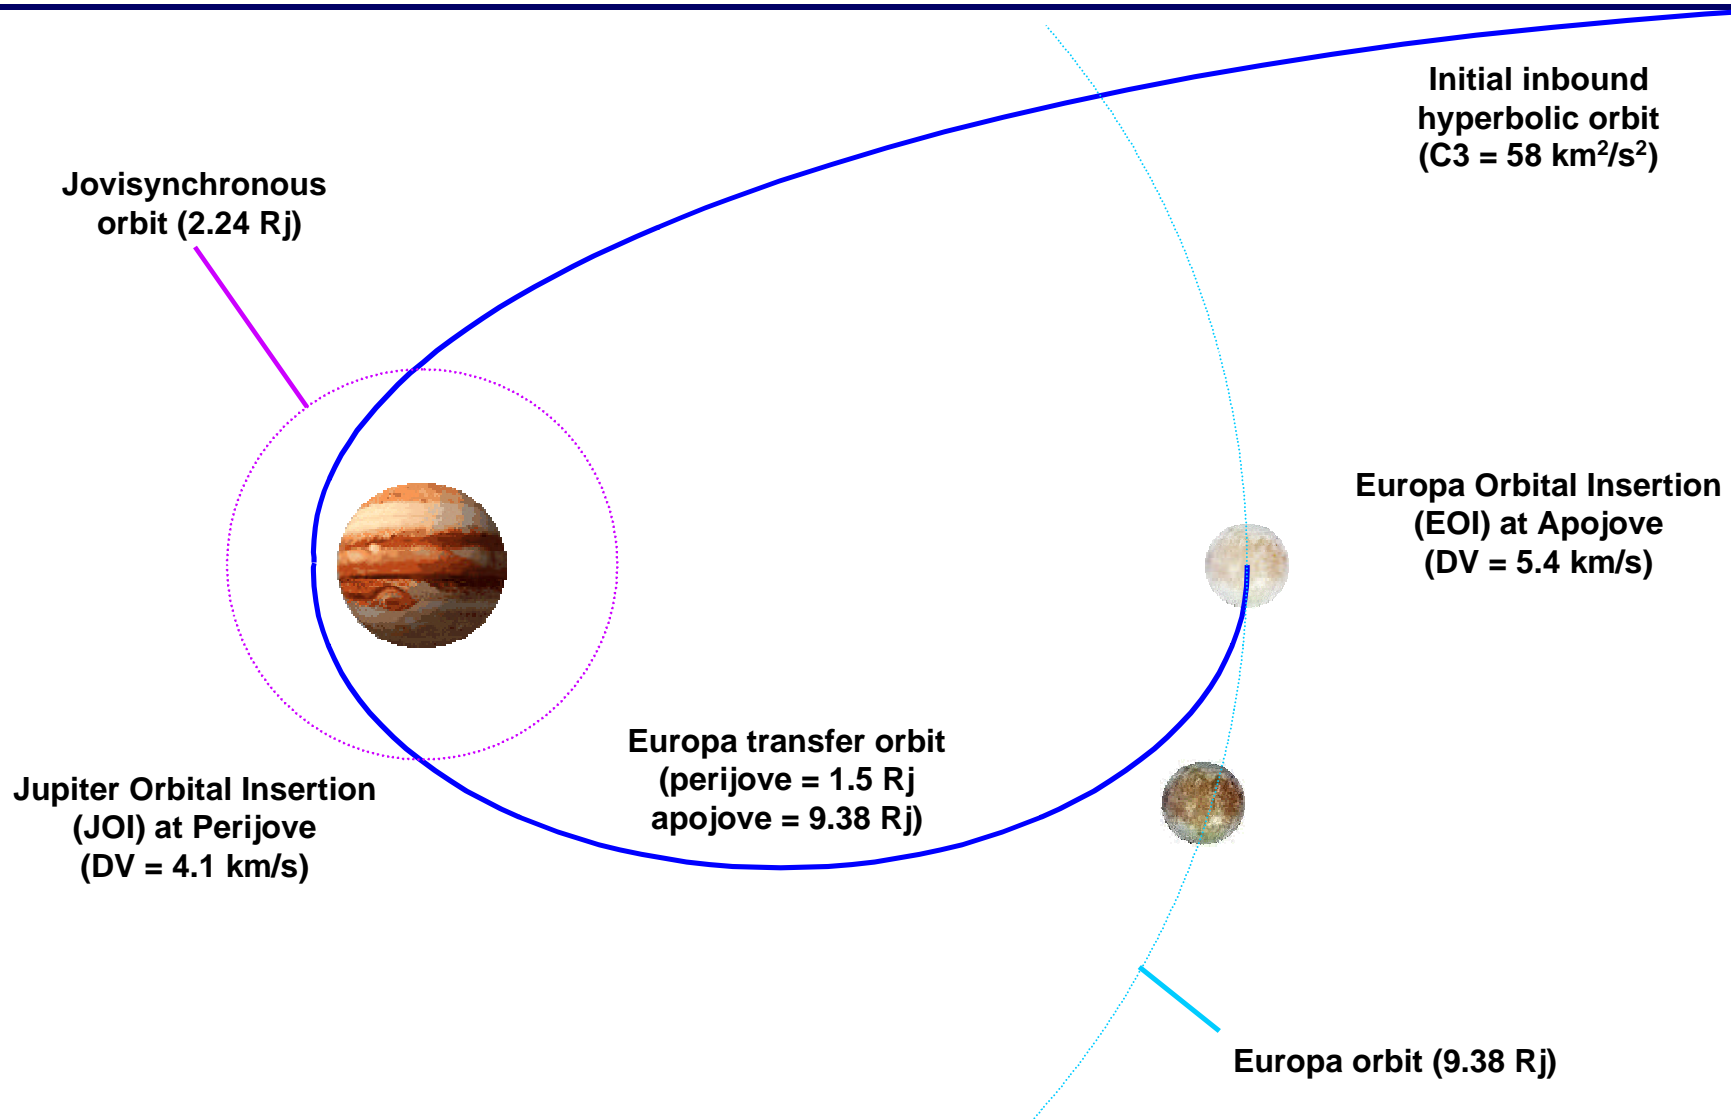 Initial inbound
hyperbolic orbit
(C3 = 58 km²/s²)
Jovisynchronous
orbit (2.24 Rj)
Europa Orbital Insertion
(EOI) at Apojove
(DV = 5.4 km/s)
Europa transfer orbit
(perijove = 1.5 Rj
apojove = 9.38 Rj)
Jupiter Orbital Insertion
(JOI) at Perijove
(DV = 4.1 km/s)
Europa orbit (9.38 Rj)